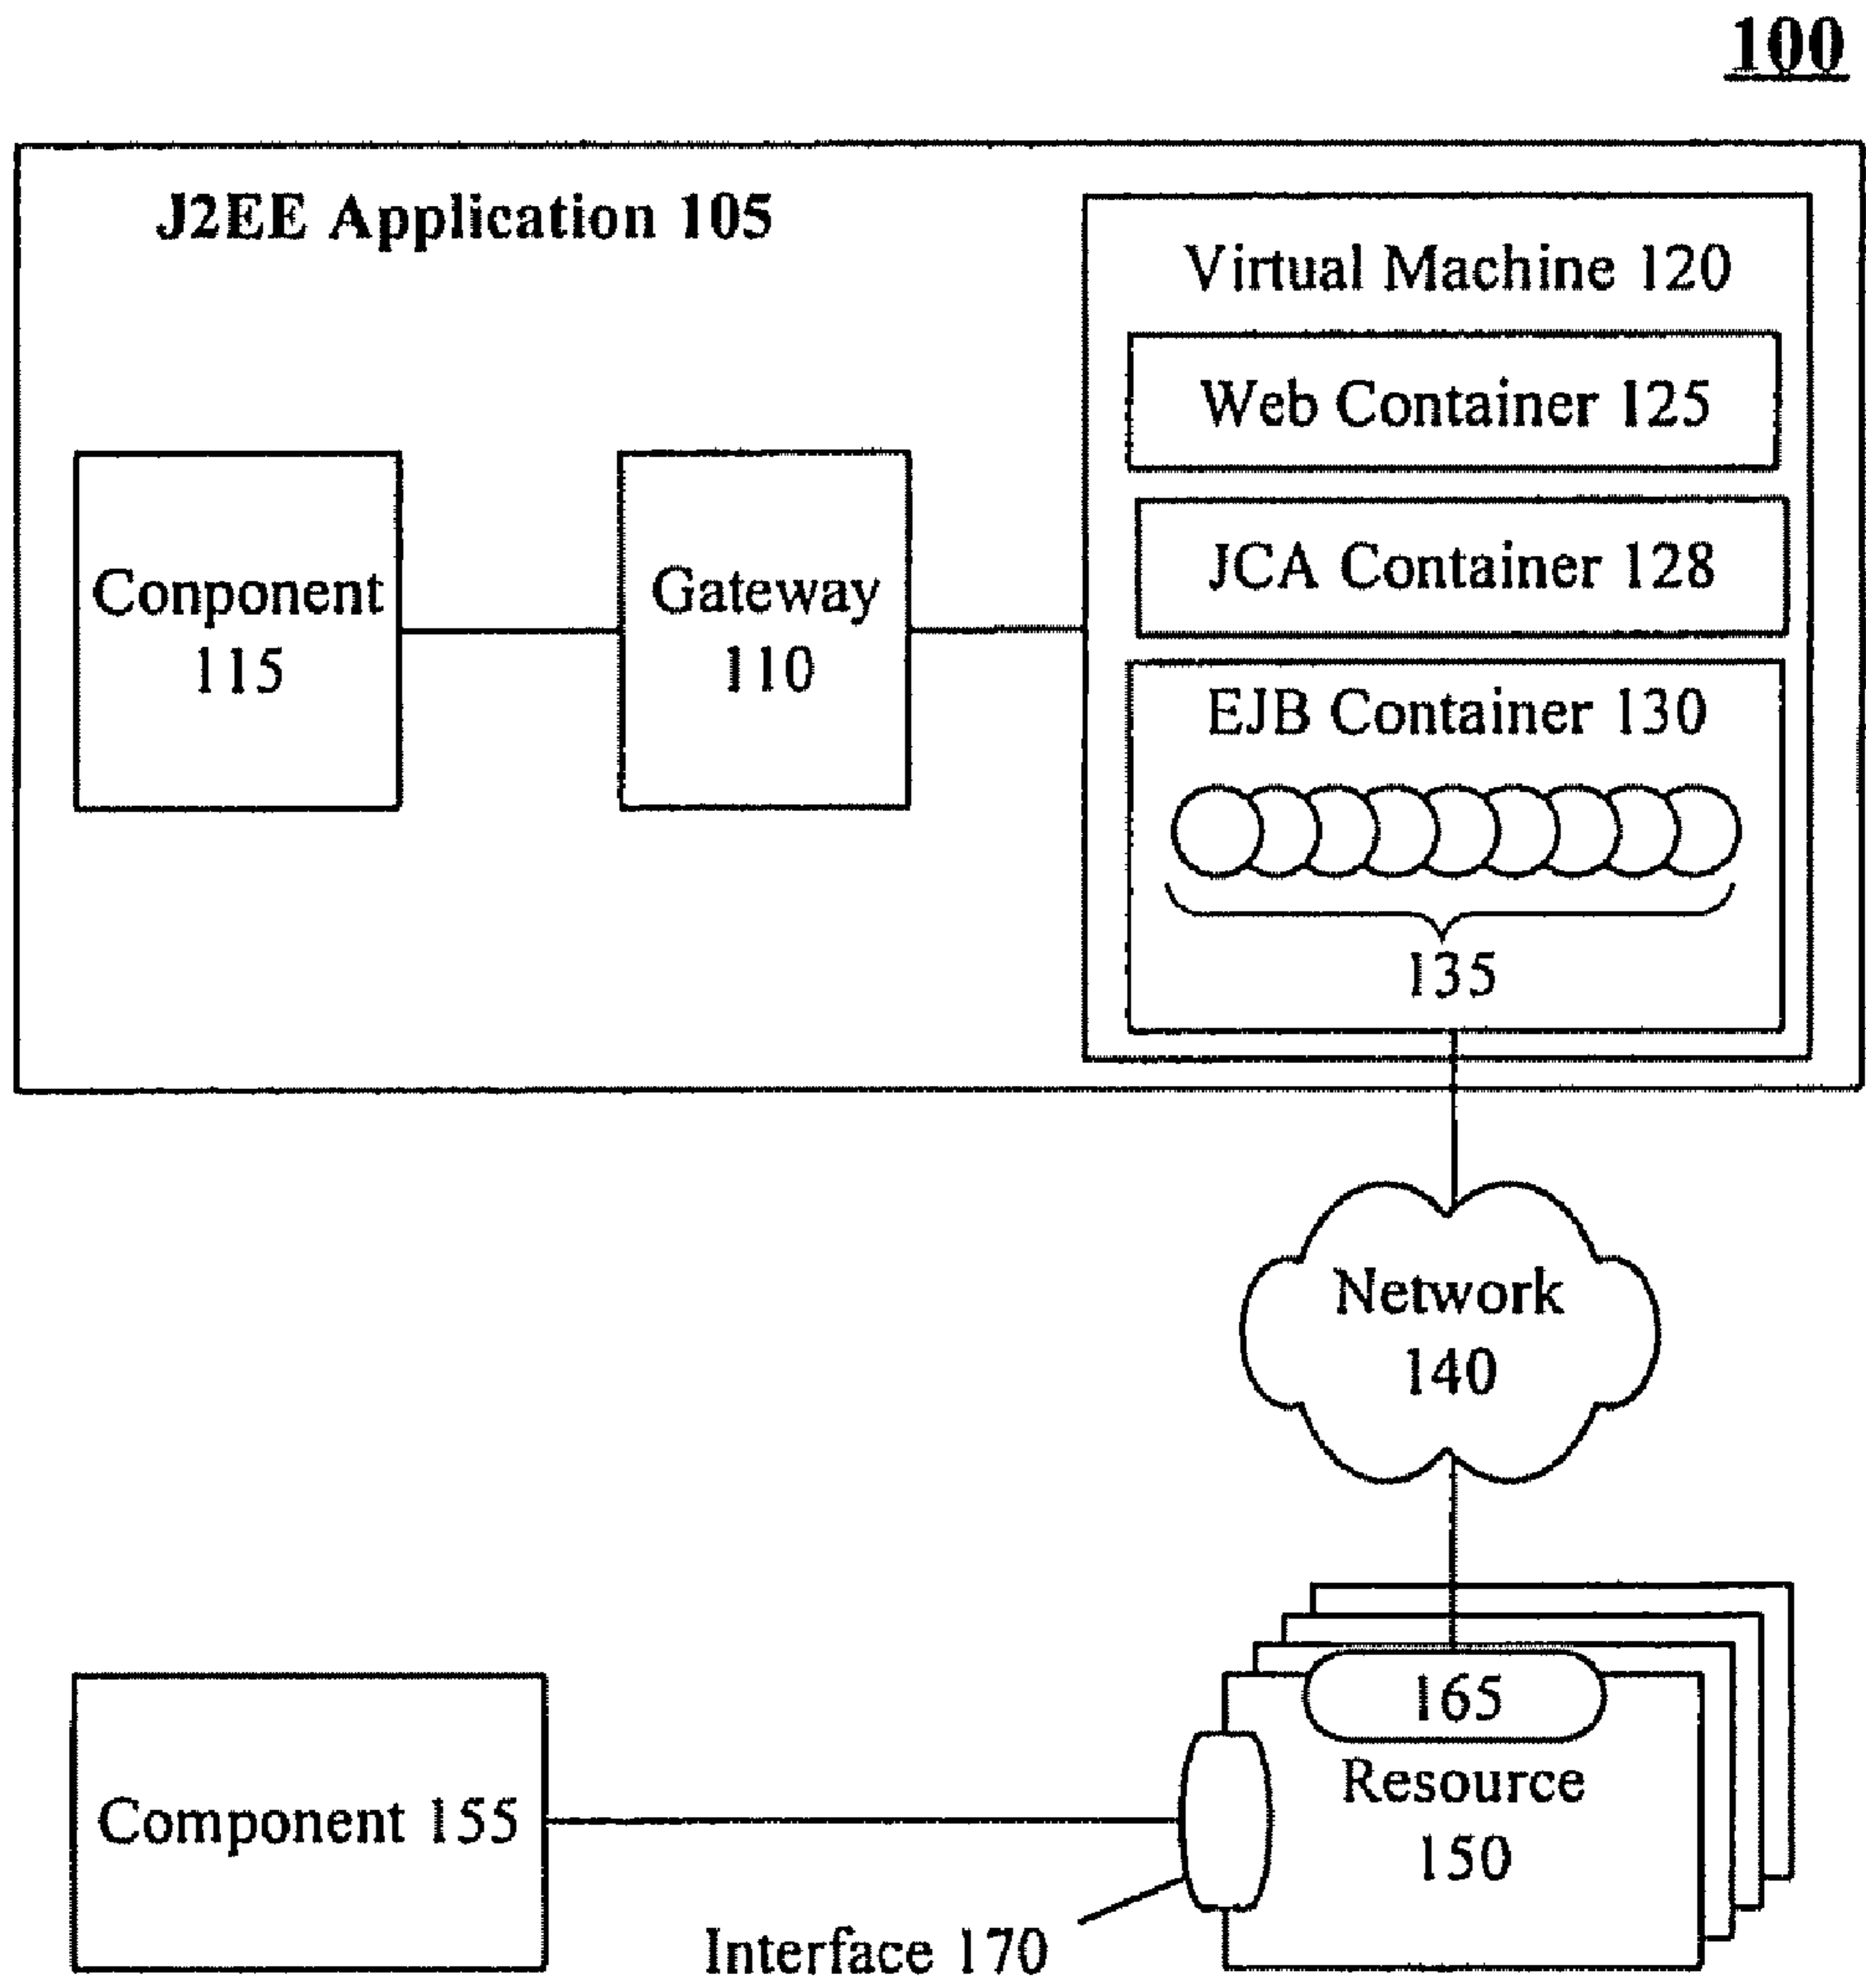 100
J2EE Application 105
Virtual Machine 120
Web Container 125
JCA Container 128
Conponent
115
Gateway
110
EJB Container 130
135
Network
140
165
Resource
150
Component 155
Interface 170